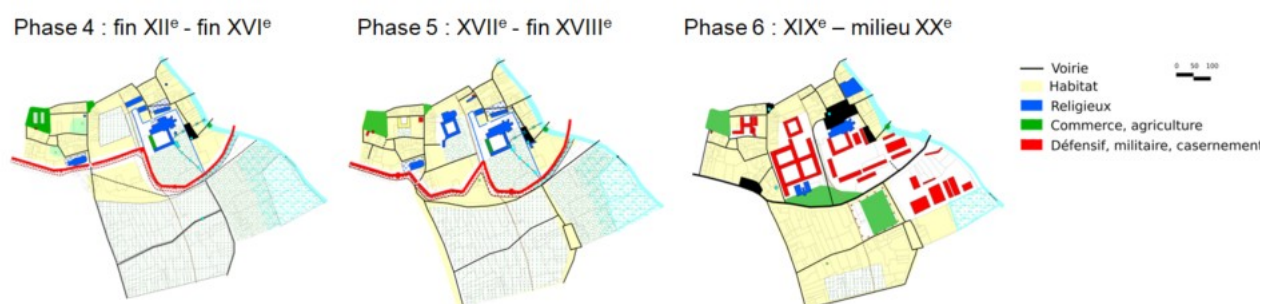 Phase 4 : fin XIIᵉ - fin XVIᵉ
Phase 5 : XVIIᵉ - fin XVIIIᵉ
Phase 6 : XIXᵉ – milieu XXᵉ
Voirie
Habitat
Religieux
Commerce, agriculture
Défensif, militaire, casernement
0 50 100